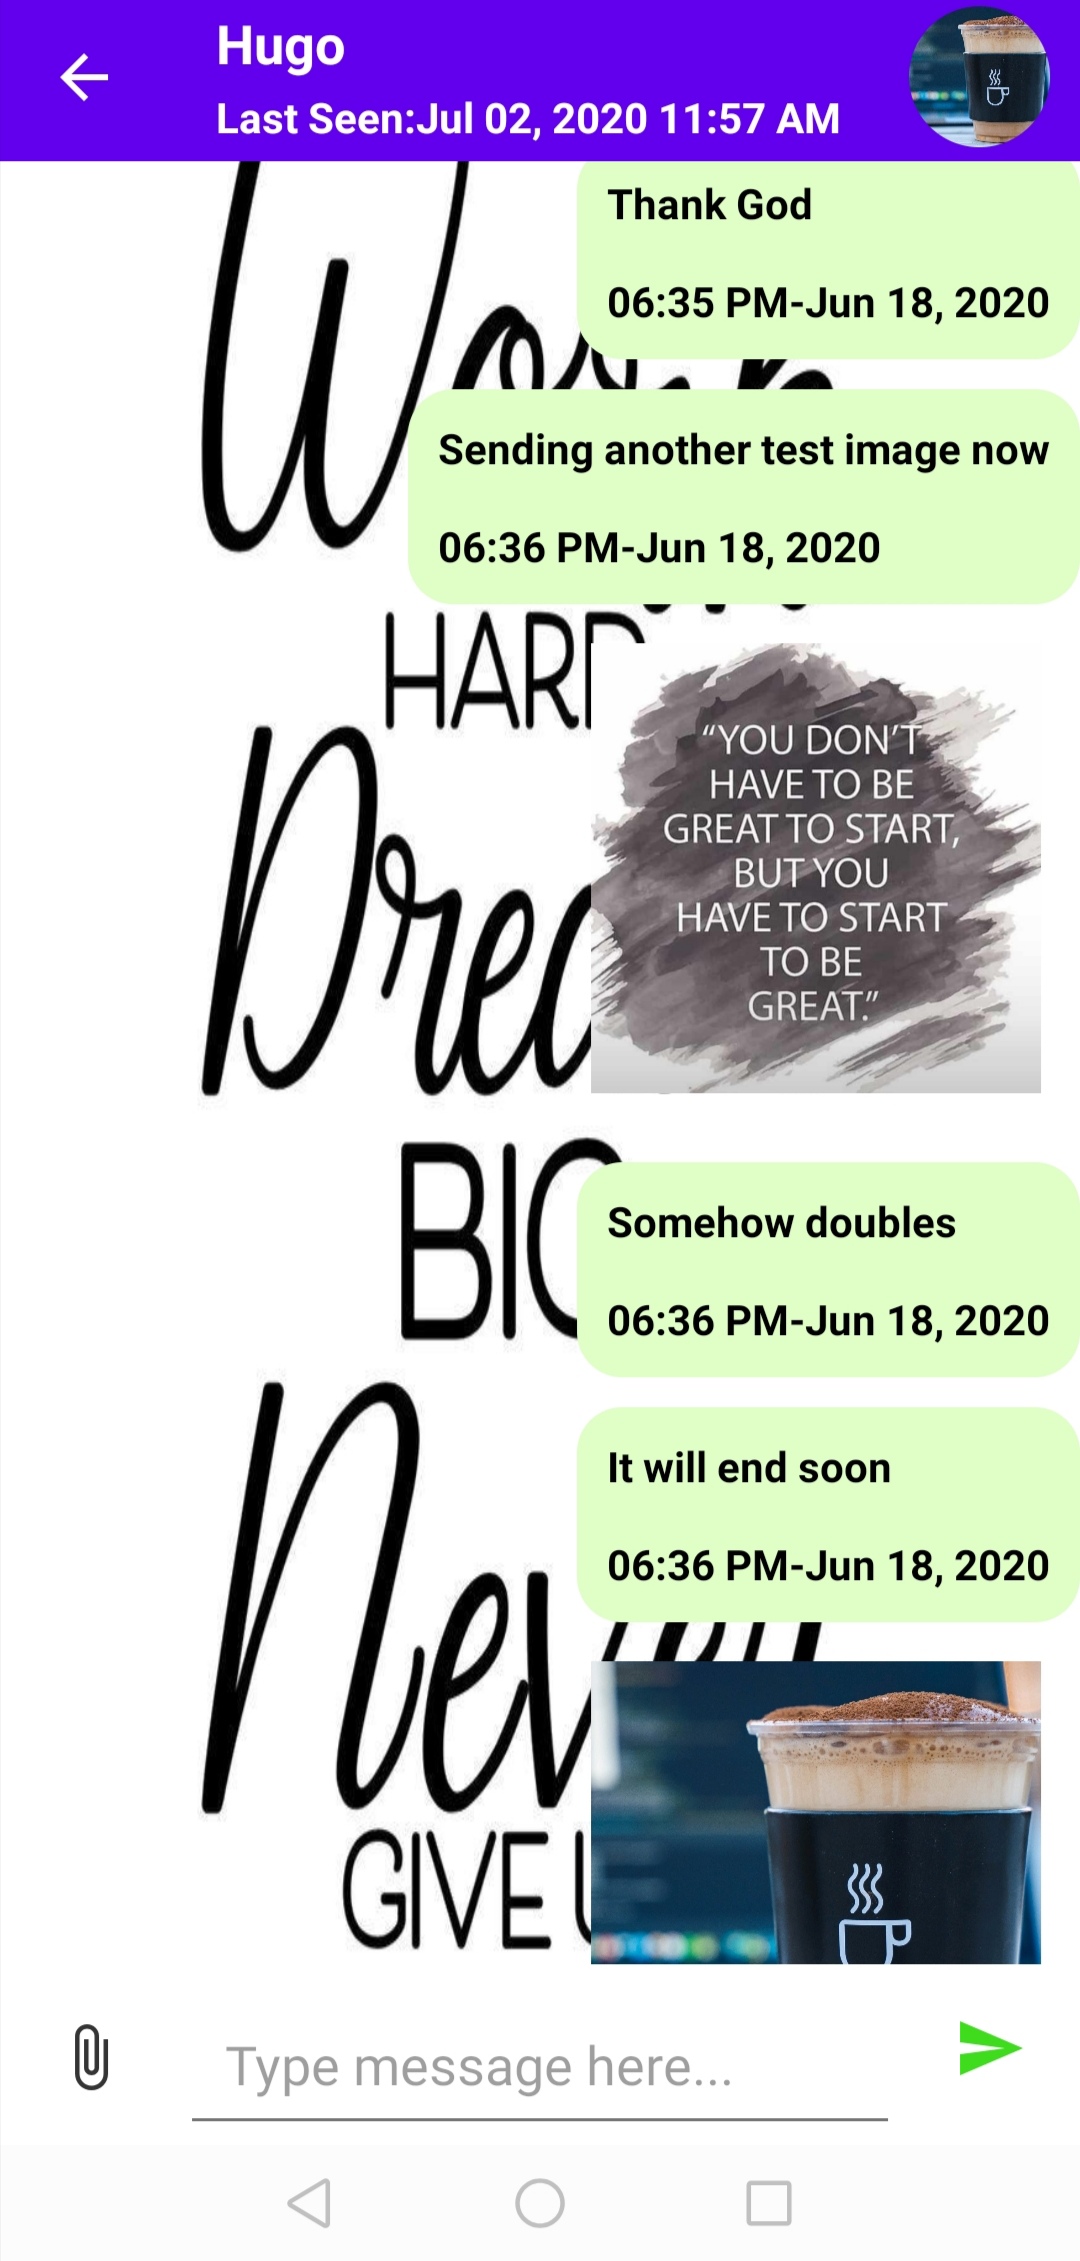 Hugo
Last Seen:Jul 02, 2020 11:57 AM
Thank God
06:35 PM-Jun 18, 2020
Sending another test image now
06:36 PM-Jun 18, 2020
HARD
“YOU DON’T
HAVE TO BE
GREAT TO START,
BUT YOU
HAVE TO START
TO BE
GREAT.”
BIG
Somehow doubles
06:36 PM-Jun 18, 2020
It will end soon
06:36 PM-Jun 18, 2020
Never
GIVE U
Type message here...